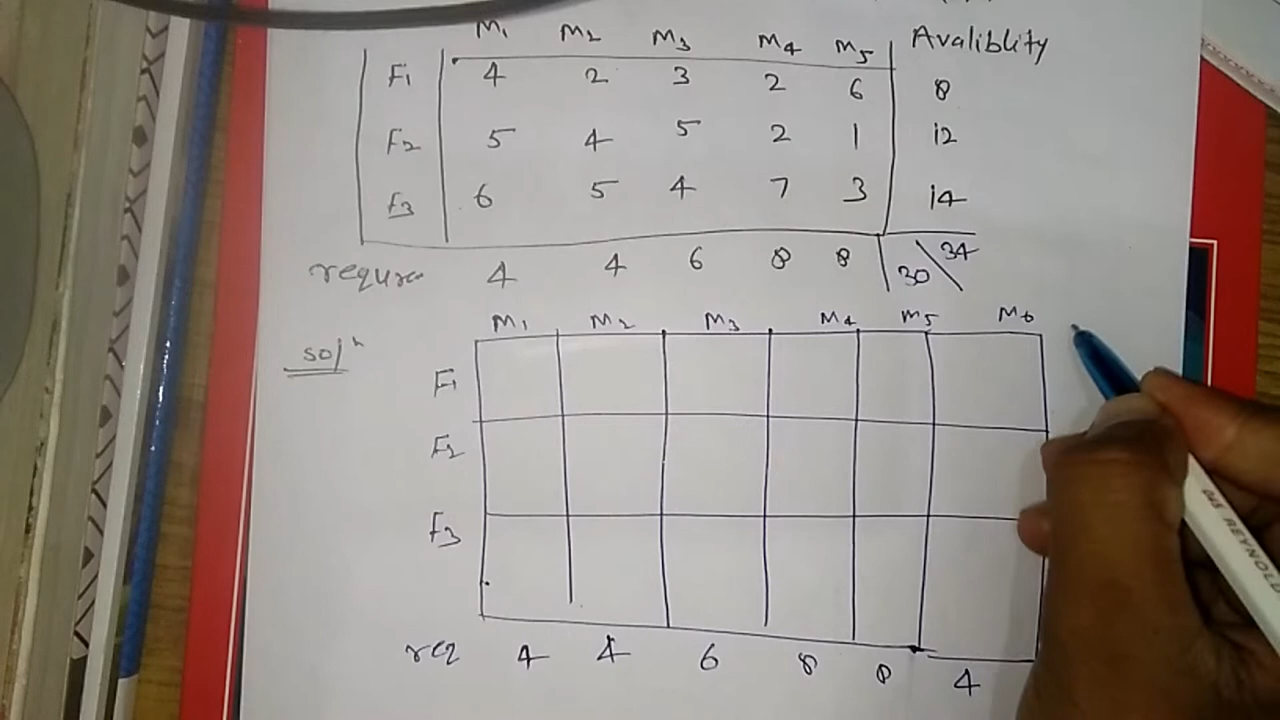 M1 M2 M3 M4 M5 Avaliblity
F1 4 2 3 2 6 8
F2 5 4 5 2 1 12
F3 6 5 4 7 3 14
4 4 6 8 8 30 34
M1 M2 M3 M4 M5 M6
soln
F1
F2
F3
req 4 4 6 8 8 4
045 REYNOLD